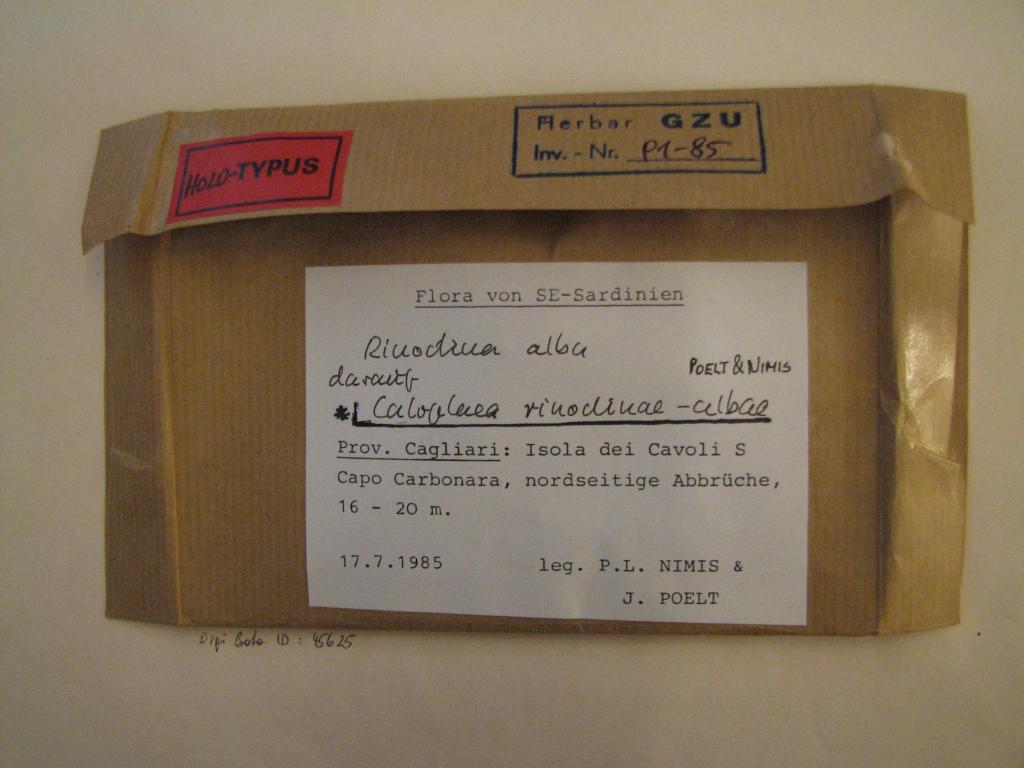 HOLO-TYPUS
Herbar GZU
Inv.-Nr. P1-85
Flora von SE-Sardinien
Rinodina alba
darauf
POELT & NIMIS
* Caloplaca rinodinae-albae
Prov. Cagliari: Isola dei Cavoli S
Capo Carbonara, nordseitige Abbrüche,
16 - 20 m.
17.7.1985 leg. P.L. NIMIS &
J. POELT
Digi Bota ID: 45625